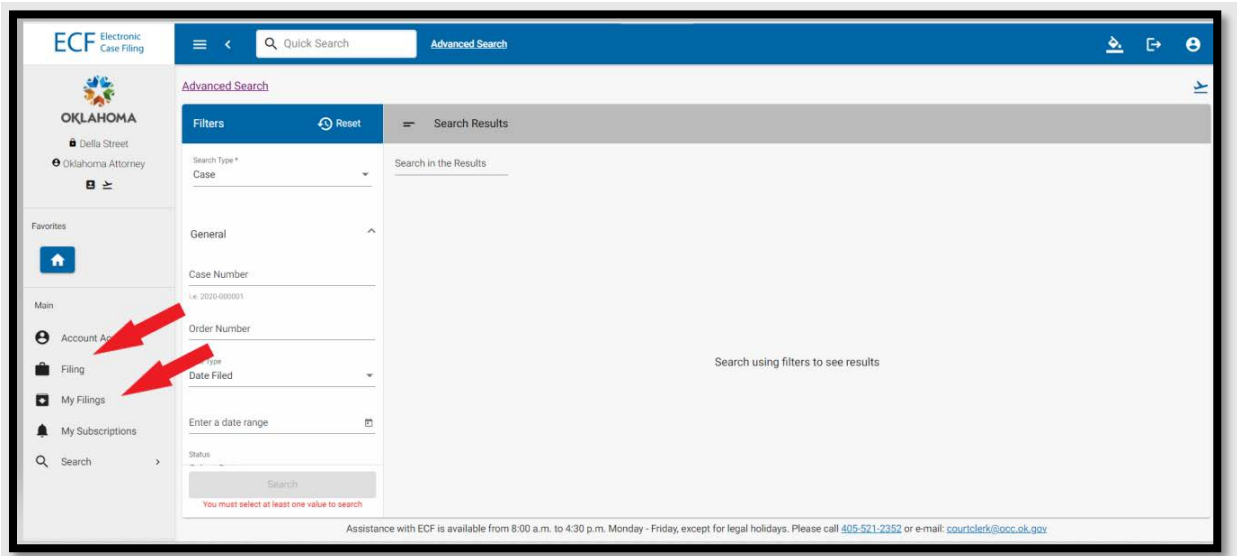 ECF Electronic
Case Filing
Quick Search
Advanced Search
OKLAHOMA
Della Street
Oklahoma Attorney
Favorites
Main
Account
Filing
My Filings
My Subscriptions
Search
Advanced Search
Filters
Reset
Search Type *
Case
General
Case Number
i.e. 2020-000001
Order Number
Type
Date Filed
Enter a date range
Status
Search
You must select at least one value to search
Search Results
Search in the Results
Search using filters to see results
Assistance with ECF is available from 8:00 a.m. to 4:30 p.m. Monday - Friday, except for legal holidays. Please call 405-521-2352 or e-mail: courtclerk@occ.ok.gov